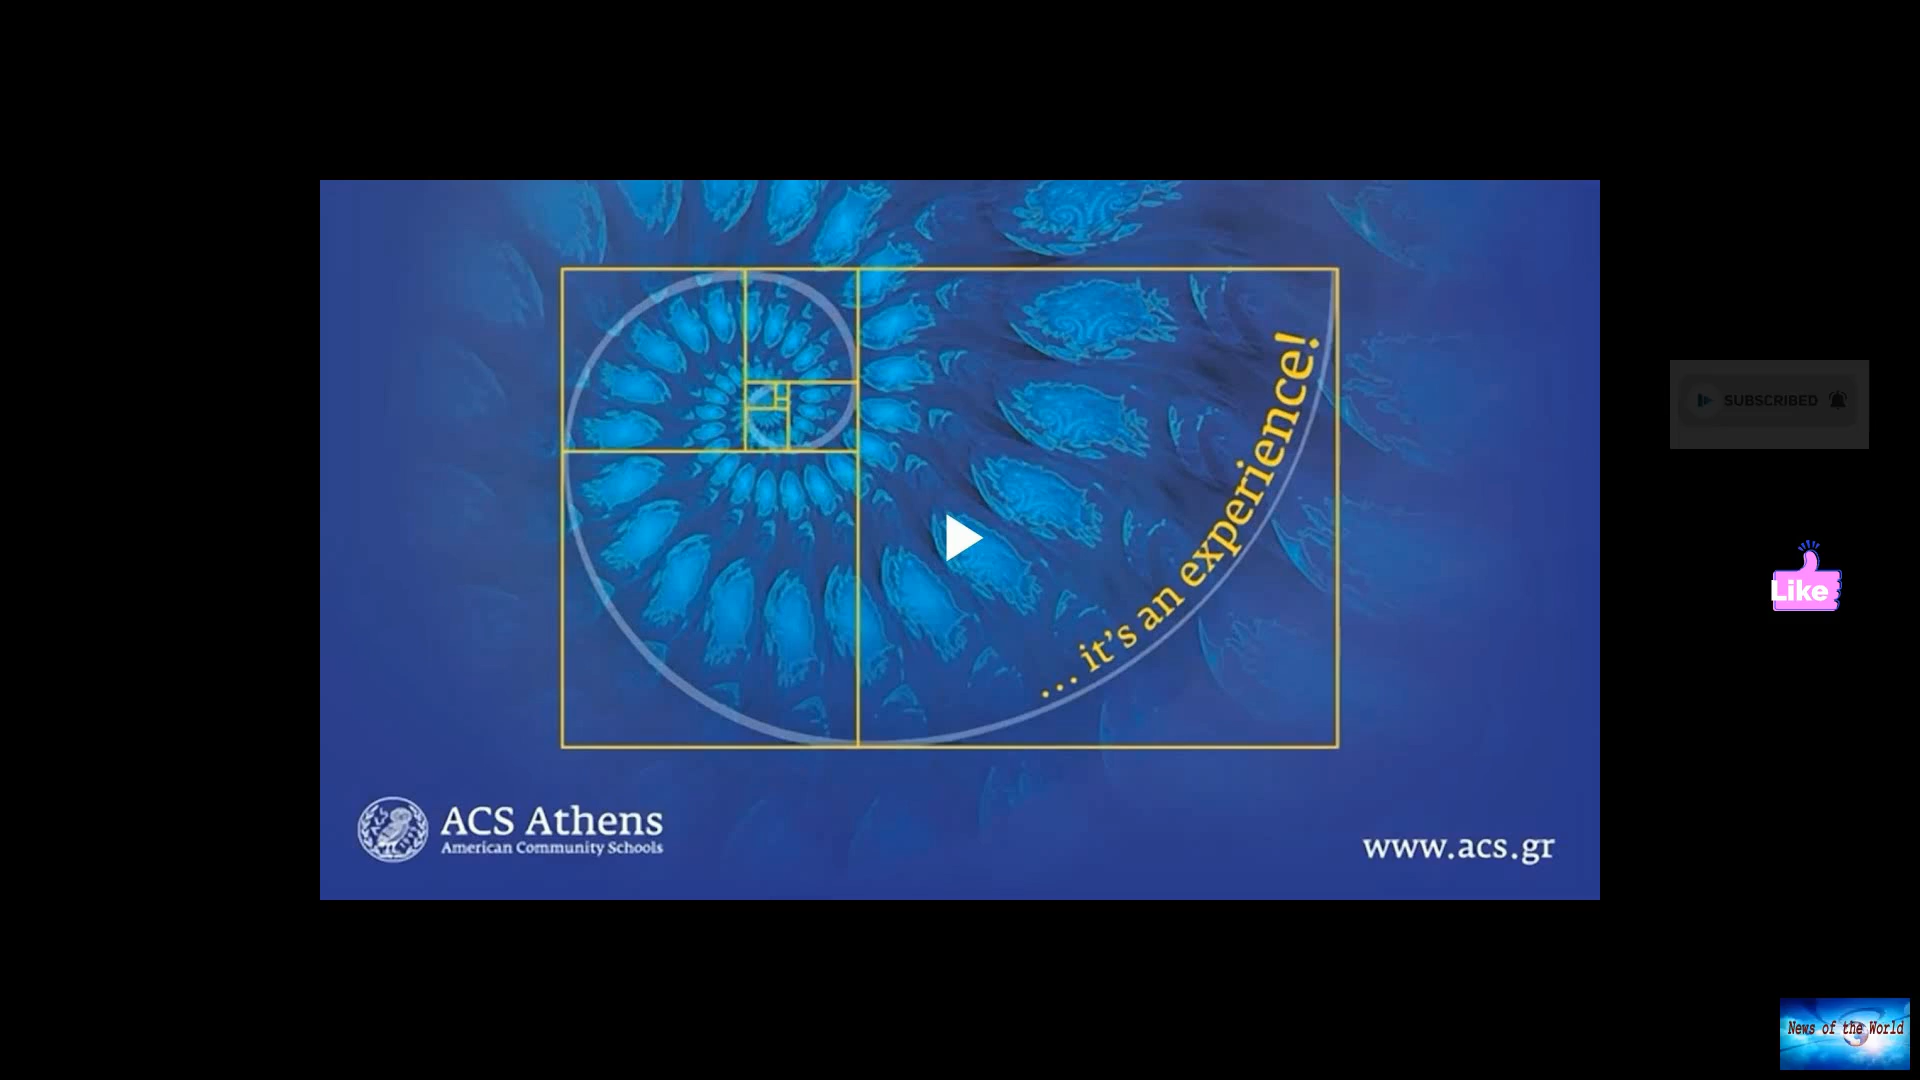 ... it's an experience!
SUBSCRIBED
Like
ACS Athens
American Community Schools
www.acs.gr
News of the World